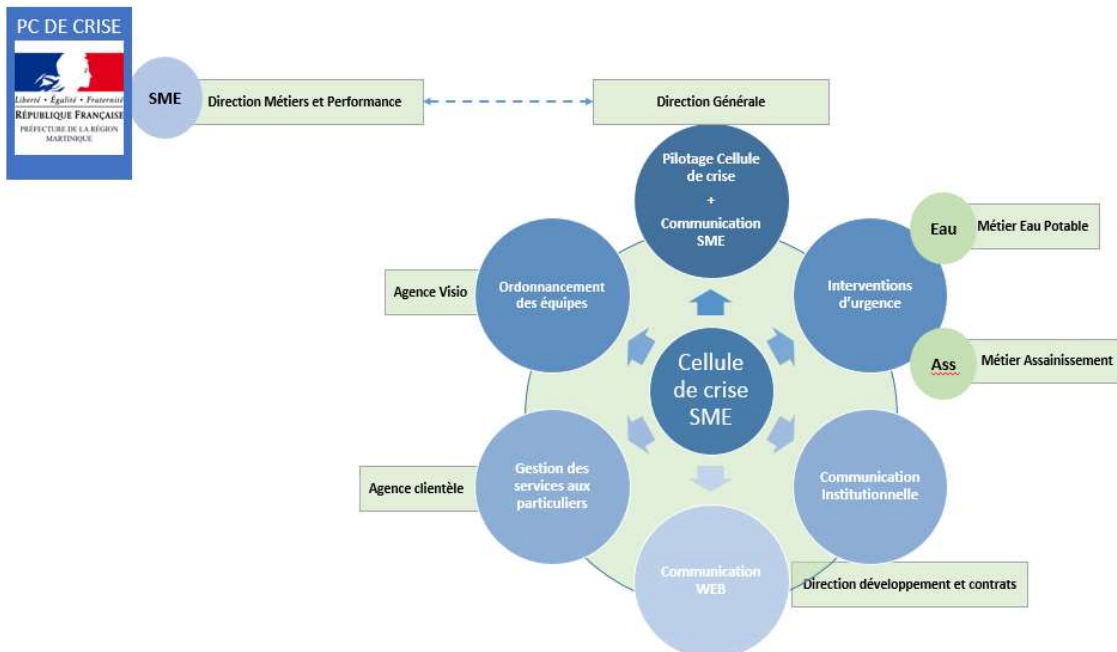 PC DE CRISE
Liberté • Égalité • Fraternité
RÉPUBLIQUE FRANÇAISE
PRÉFECTURE DE LA RÉGION
MARTINIQUE
SME
Direction Métiers et Performance
Direction Générale
Pilotage Cellule
de crise
+
Communication
SME
Eau
Métier Eau Potable
Agence Visio
Ordonnancement
des équipes
Interventions
d'urgence
Ass
Métier Assainissement
Cellule
de crise
SME
Agence clientèle
Gestion des
services aux
particuliers
Communication
Institutionnelle
Communication
WEB
Direction développement et contrats